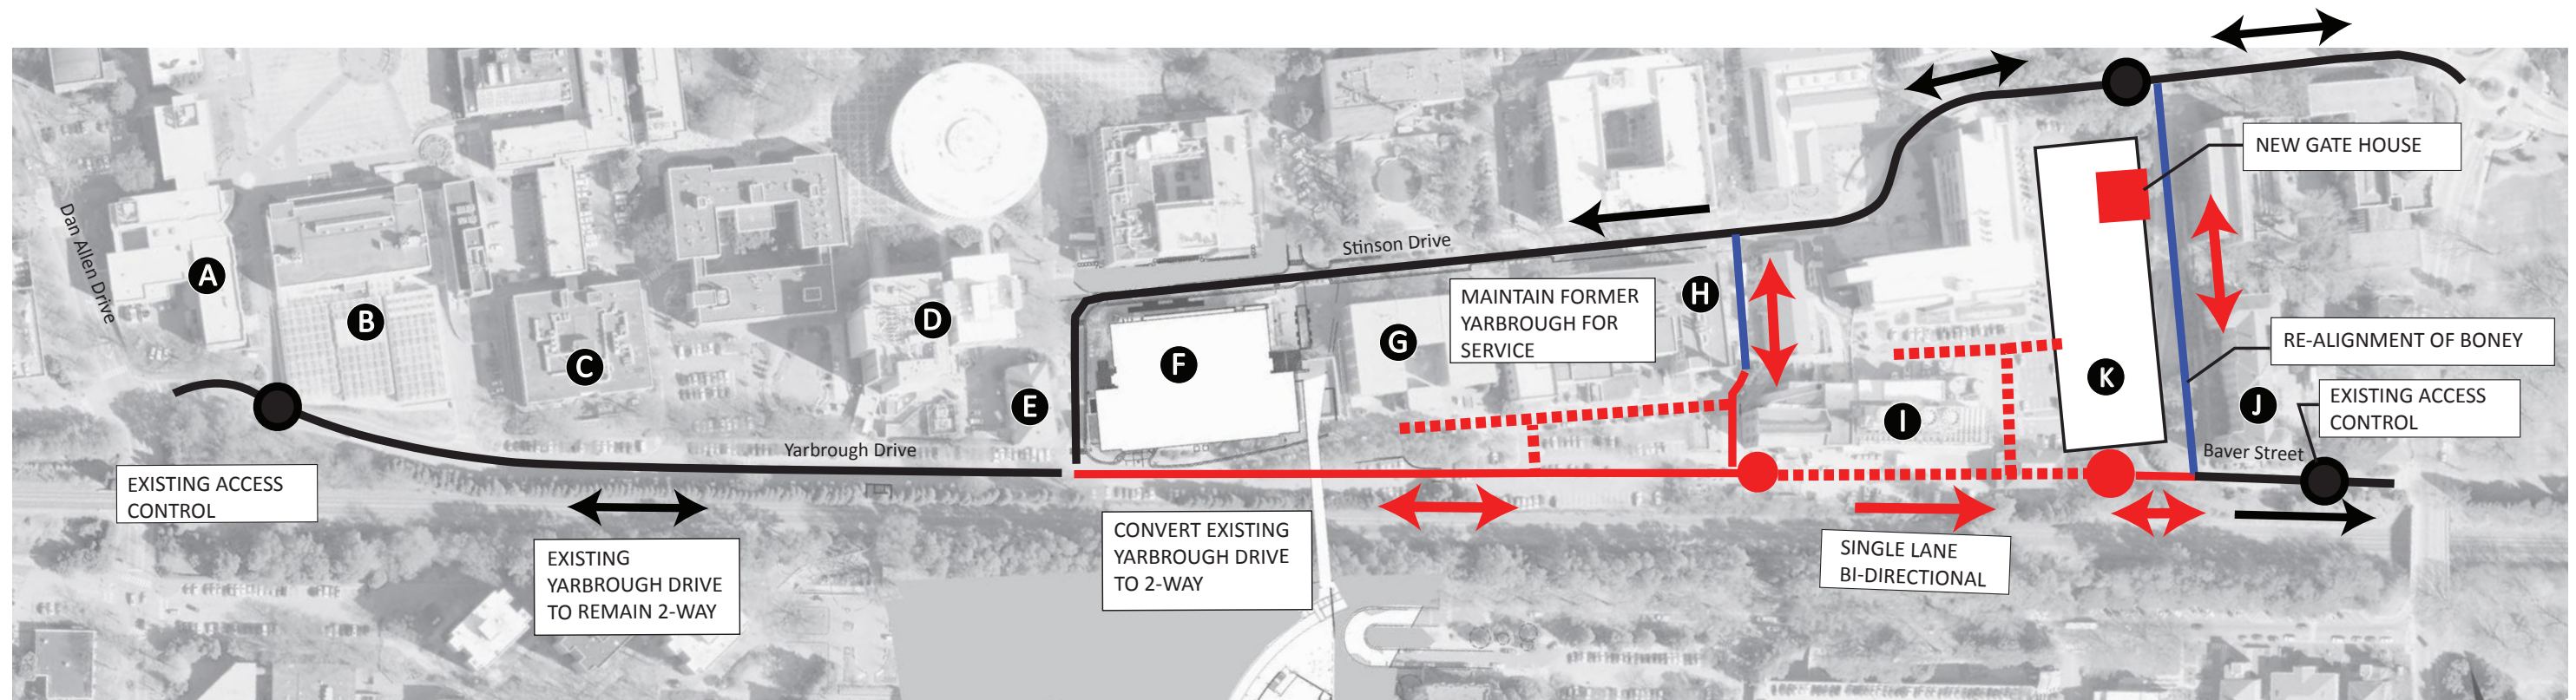 NEW GATE HOUSE
Dan Allen Drive
Stinson Drive
A
B
C
D
E
F
G
H
I
J
K
MAINTAIN FORMER
YARBROUGH FOR
SERVICE
RE-ALIGNMENT OF BONEY
EXISTING ACCESS
CONTROL
Baver Street
Yarbrough Drive
EXISTING ACCESS
CONTROL
EXISTING
YARBROUGH DRIVE
TO REMAIN 2-WAY
CONVERT EXISTING
YARBROUGH DRIVE
TO 2-WAY
SINGLE LANE
BI-DIRECTIONAL